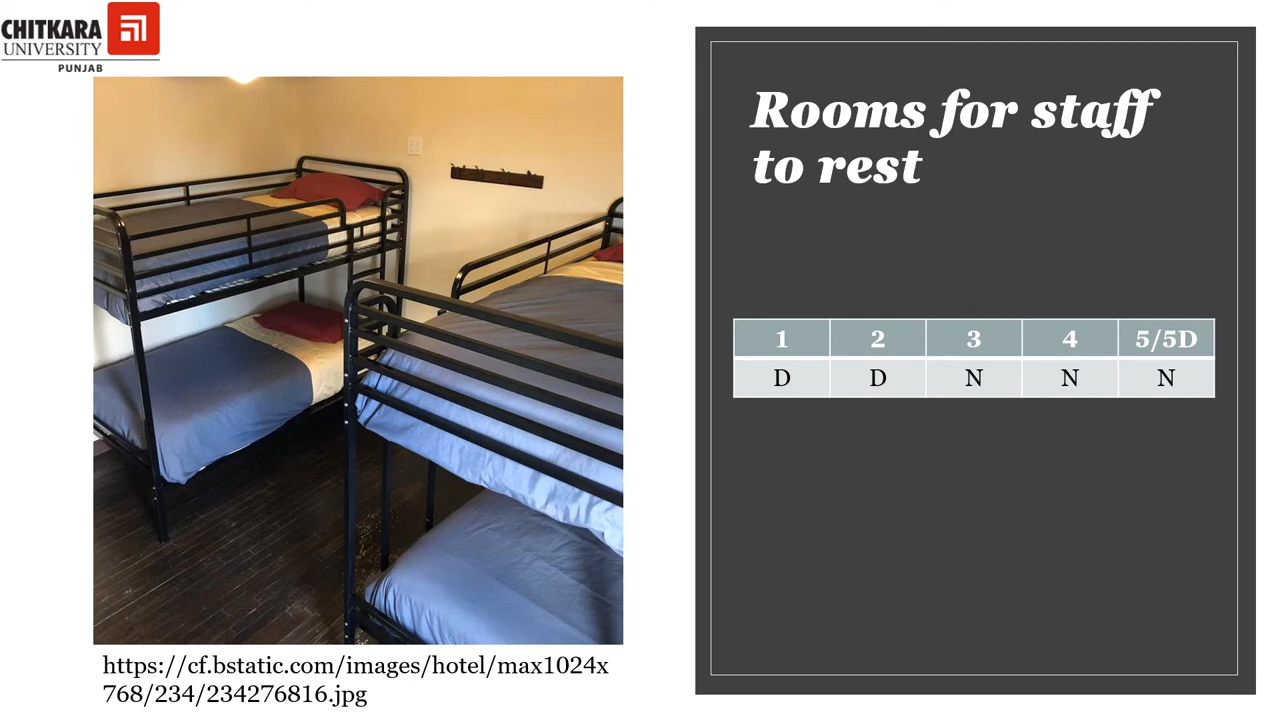 CHITKARA
UNIVERSITY
PUNJAB
Rooms for staff
to rest
1 2 3 4 5/5D
D D N N N
https://cf.bstatic.com/images/hotel/max1024x
768/234/234276816.jpg